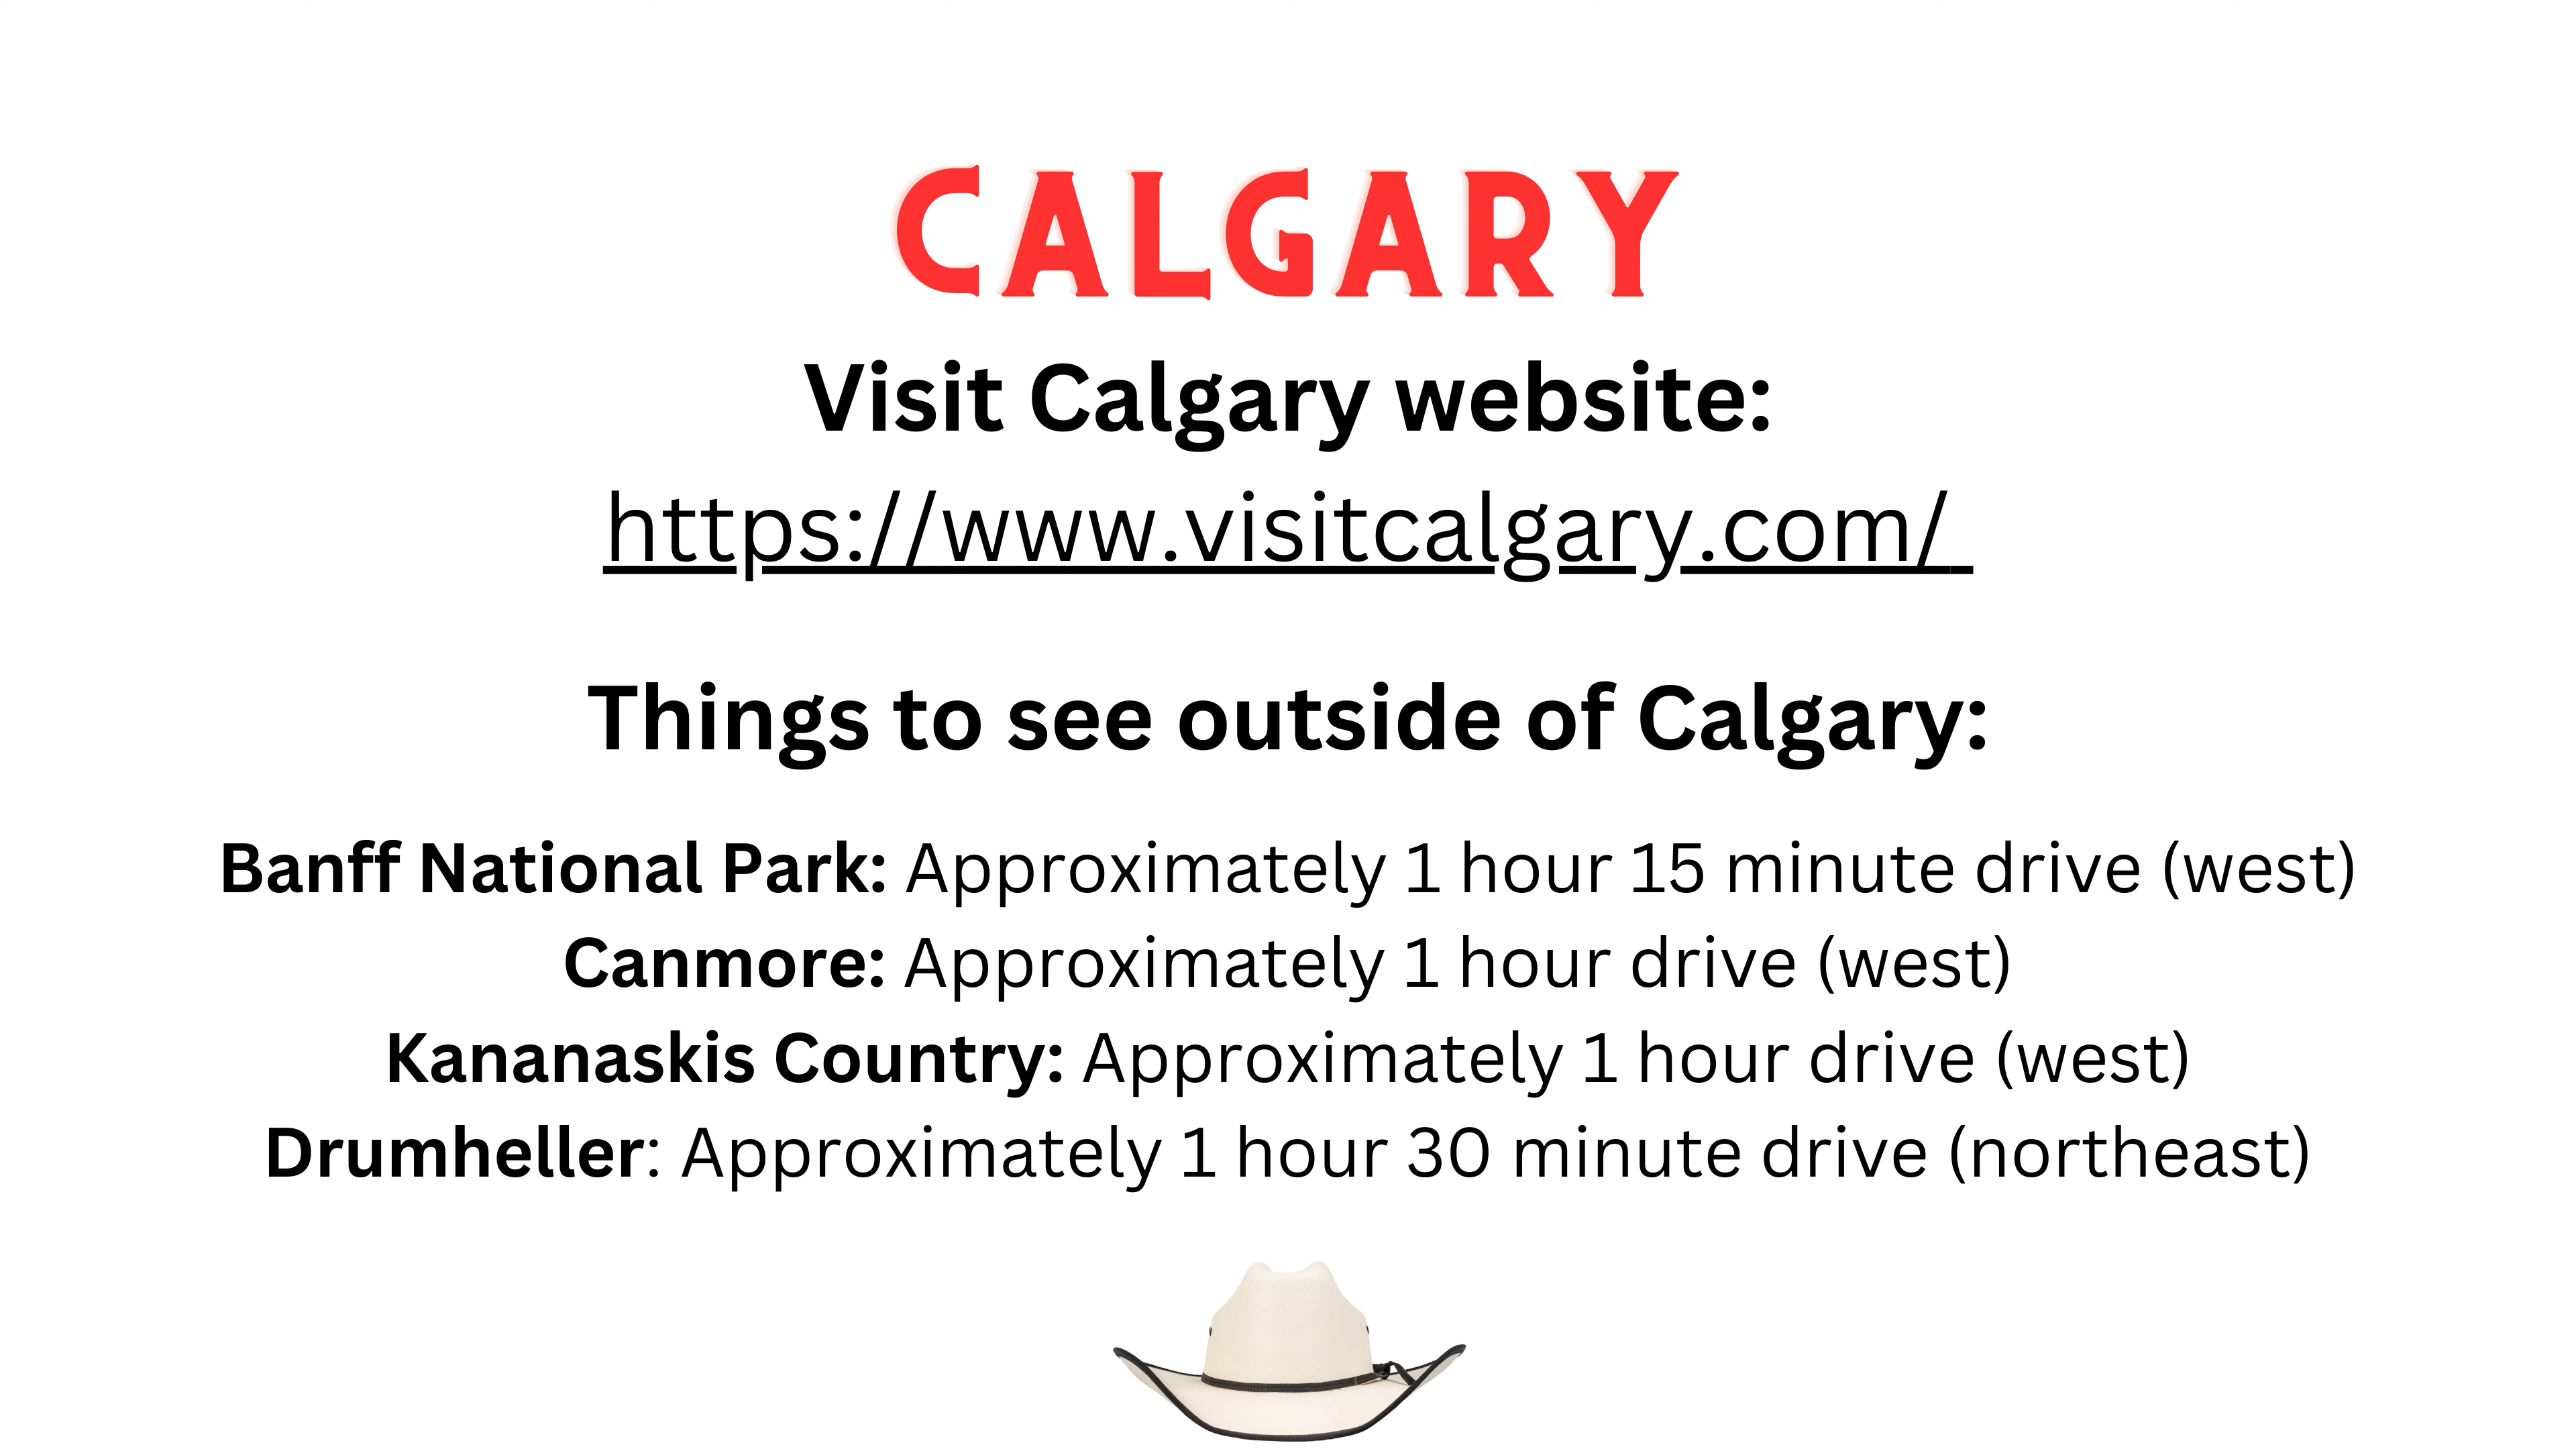 CALGARY
Visit Calgary website:
https://www.visitcalgary.com/
Things to see outside of Calgary:
Banff National Park: Approximately 1 hour 15 minute drive (west)
Canmore: Approximately 1 hour drive (west)
Kananaskis Country: Approximately 1 hour drive (west)
Drumheller: Approximately 1 hour 30 minute drive (northeast)